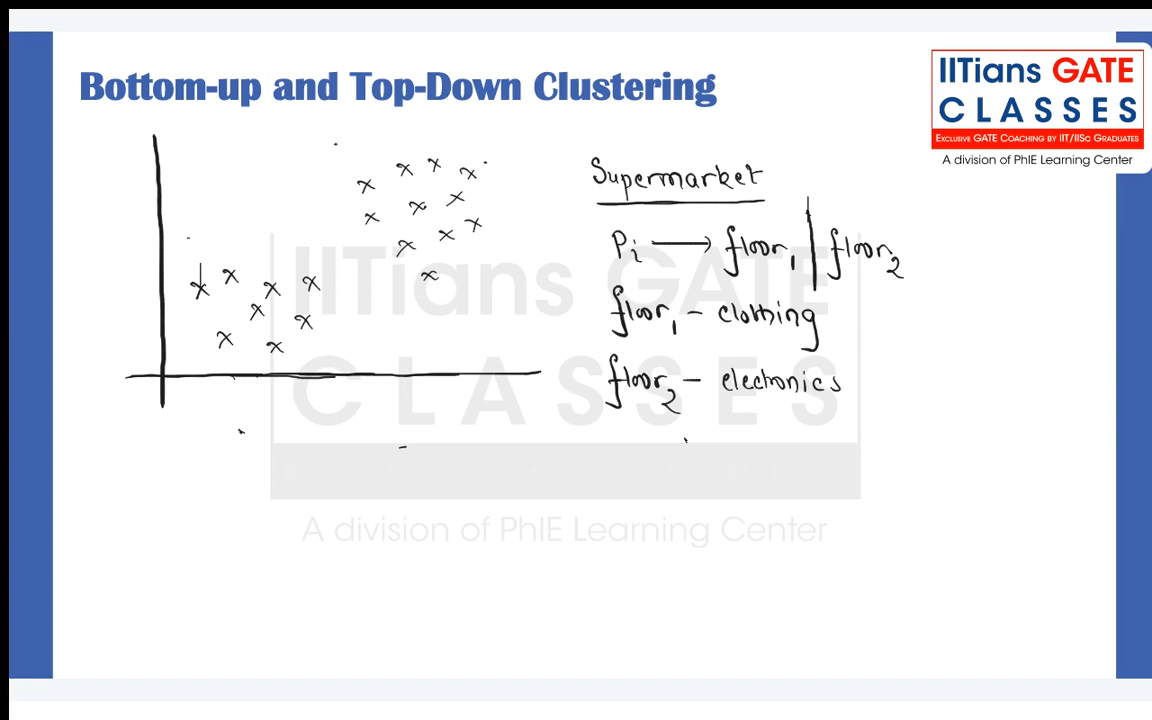 Bottom-up and Top-Down Clustering
IITians GATE
CLASSES
EXCLUSIVE GATE COACHING BY IIT/IISC GRADUATES
A division of PhIE Learning Center
Supermarket
Pi → floor1 | floor2
floor1 - clothing
floor2 - electronics
IITians GATE
CLASSES
A division of PhIE Learning Center